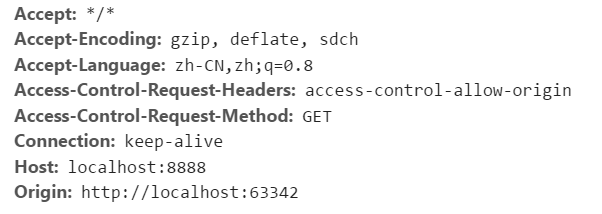 Accept: */*
Accept-Encoding: gzip, deflate, sdch
Accept-Language: zh-CN,zh;q=0.8
Access-Control-Request-Headers: access-control-allow-origin
Access-Control-Request-Method: GET
Connection: keep-alive
Host: localhost:8888
Origin: http://localhost:63342